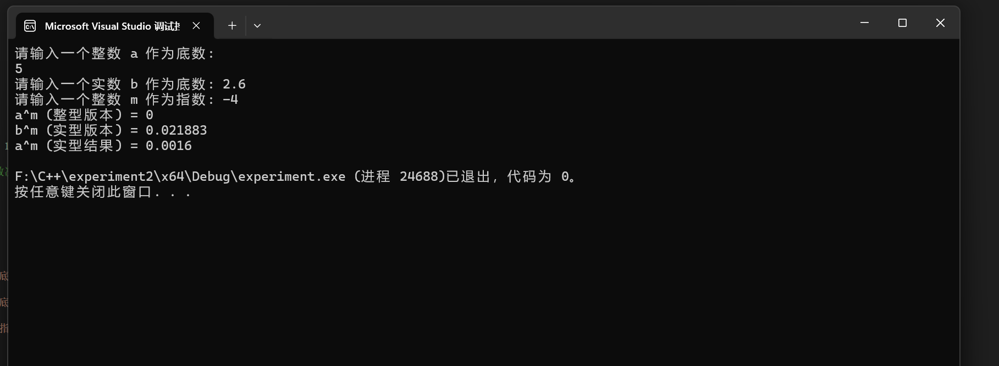 Microsoft Visual Studio 调试
请输入一个整数 a 作为底数:
5
请输入一个实数 b 作为底数: 2.6
请输入一个整数 m 作为指数: -4
a^m (整型版本) = 0
b^m (实型版本) = 0.021883
a^m (实型结果) = 0.0016
F:\C++\experiment2\x64\Debug\experiment.exe (进程 24688)已退出，代码为 0。
按任意键关闭此窗口. . .
底
底
指